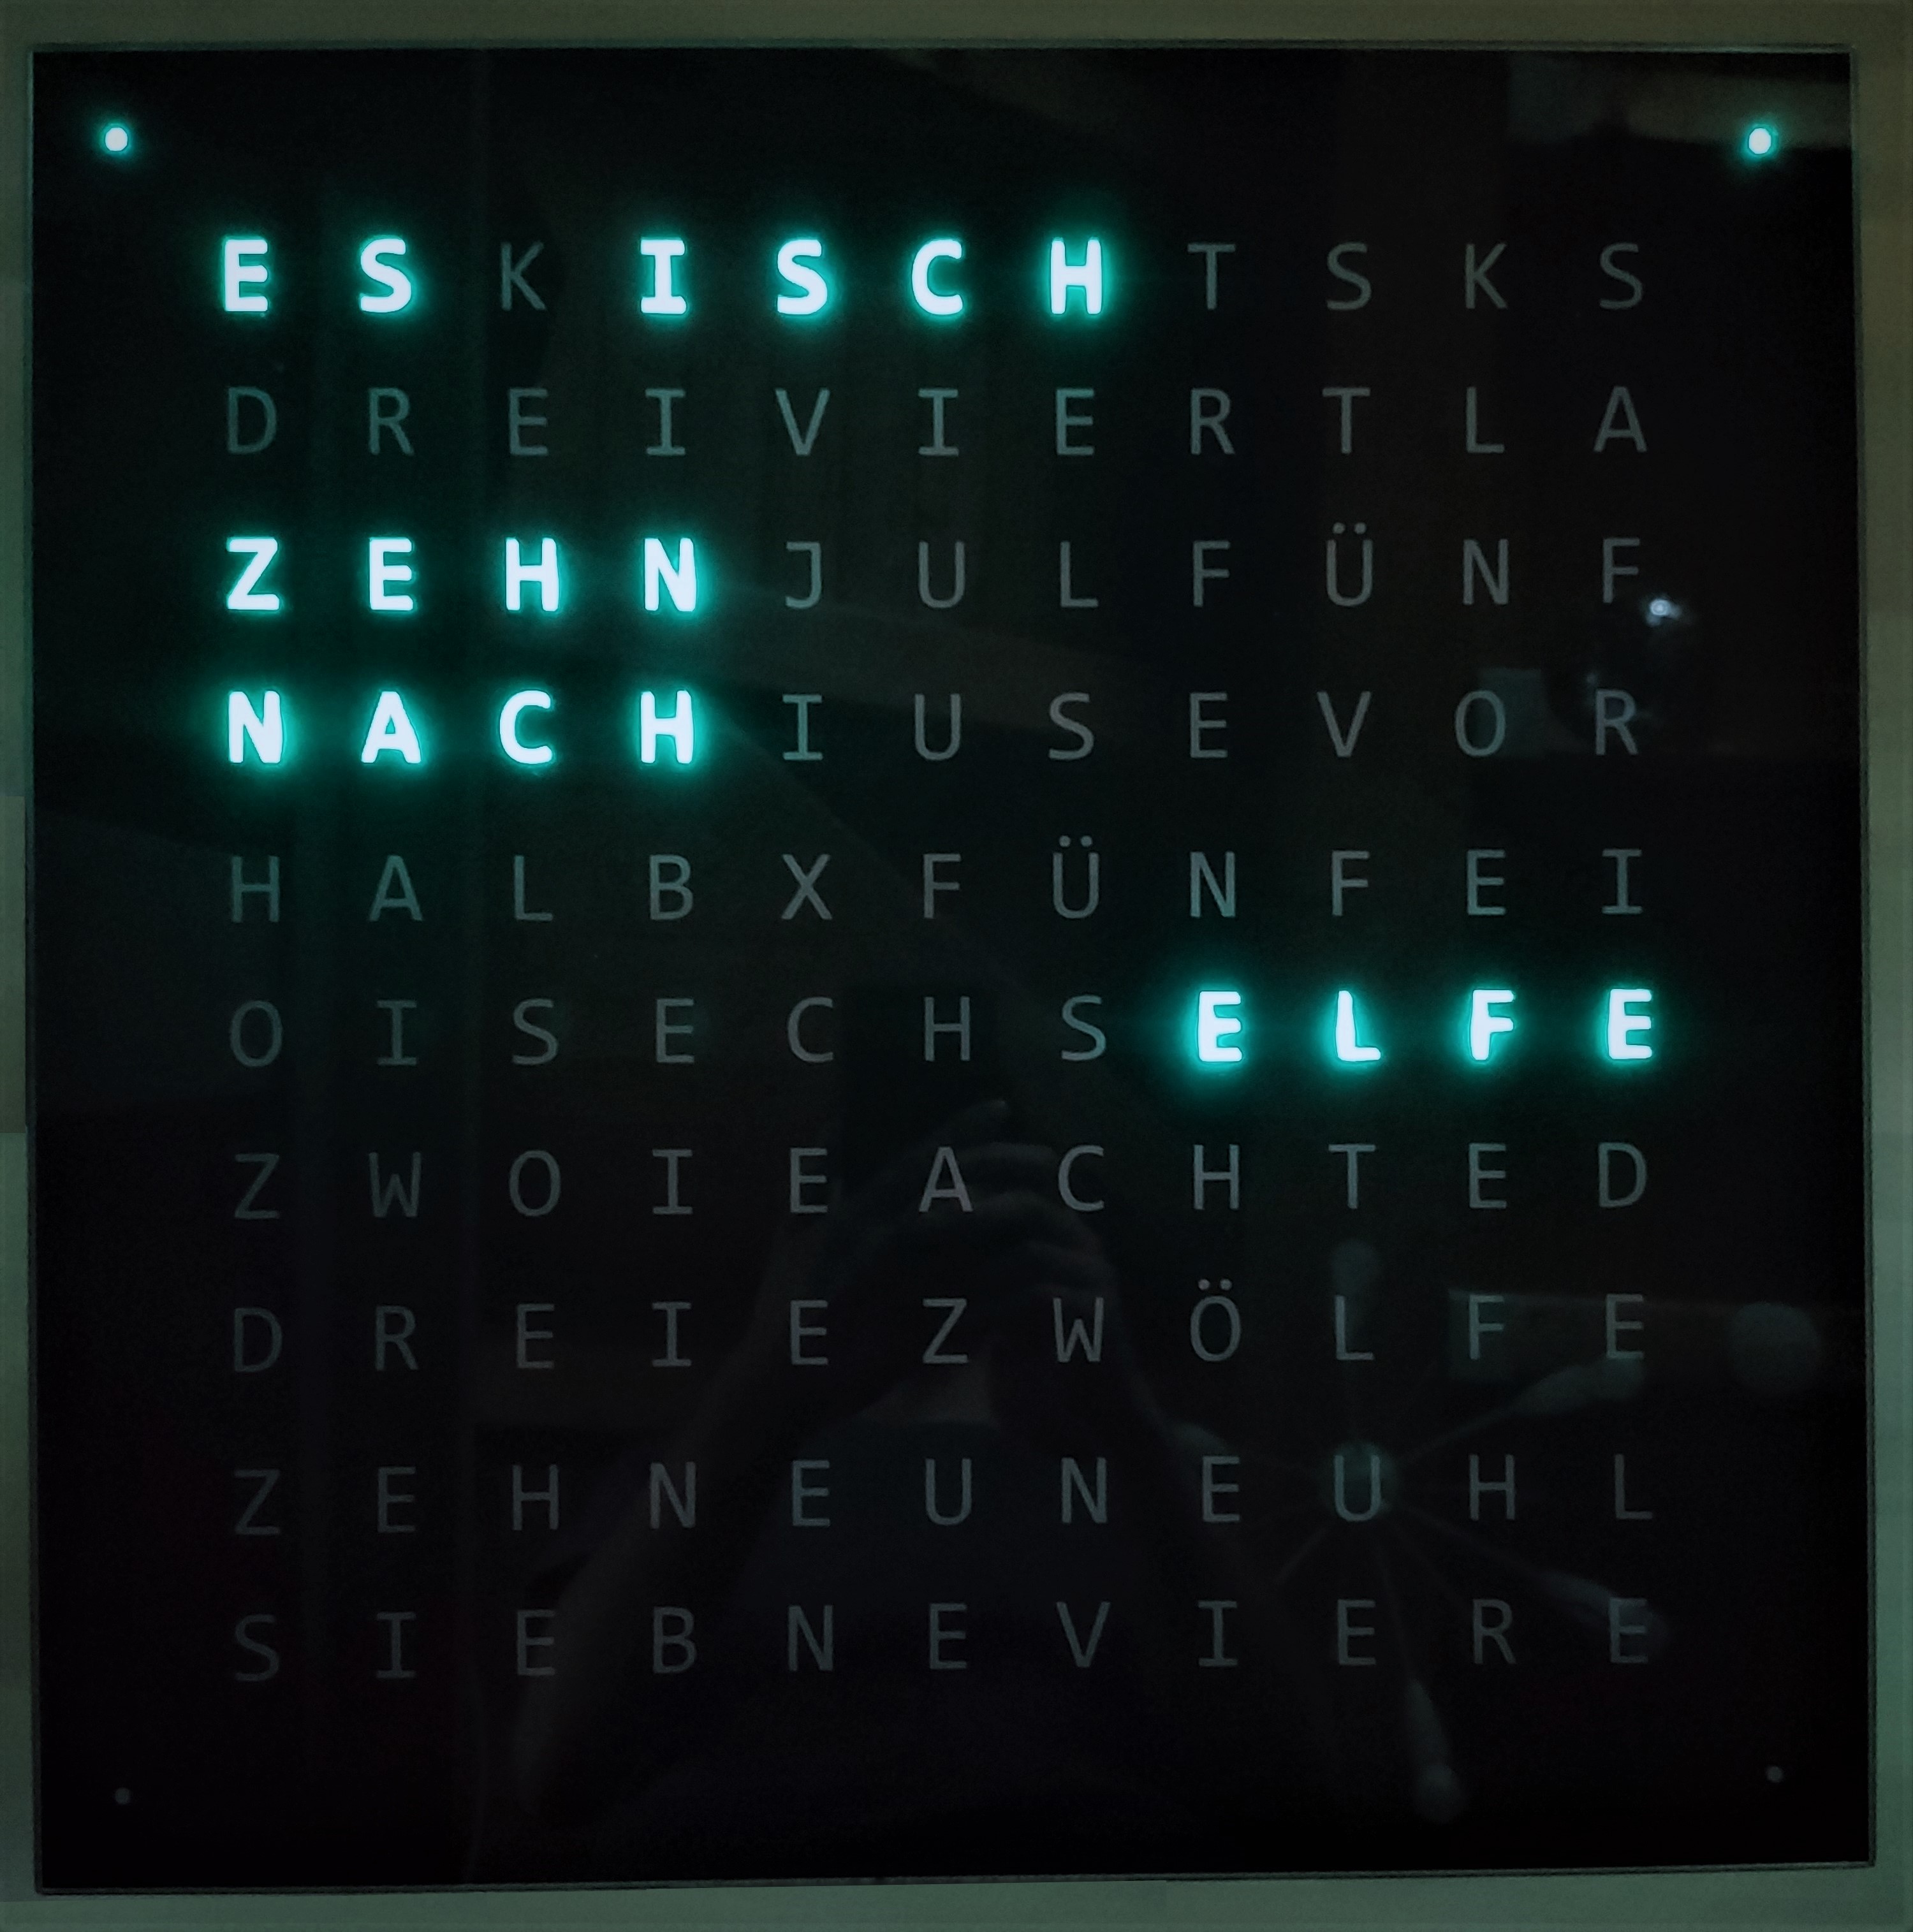 ESKISCHTSKS
DREIVIERTLA
ZEHNJULFÜNF
NACHIUSEVOR
HALBXFÜNFEI
OISECHSELFE
ZWOIEACHTED
DREIEZWÖLFE
ZEHNEUNEUHL
SIEBNEVIERE